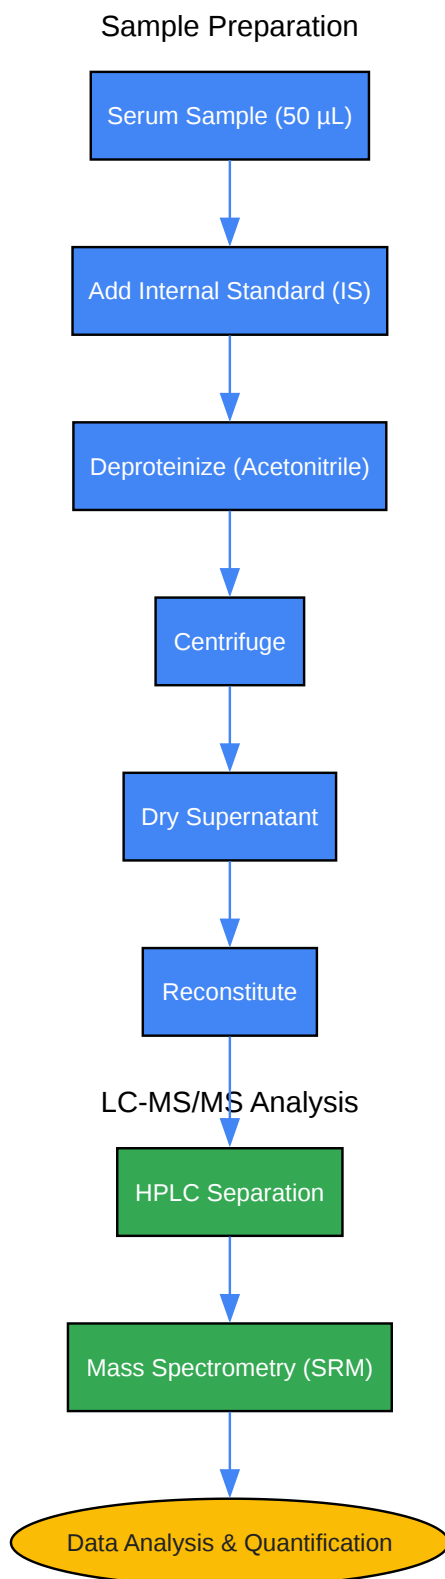 Sample Preparation
Serum Sample (50 µL)
Add Internal Standard (IS)
Deproteinize (Acetonitrile)
Centrifuge
Dry Supernatant
Reconstitute
LC-MS/MS Analysis
HPLC Separation
Mass Spectrometry (SRM)
Data Analysis & Quantification